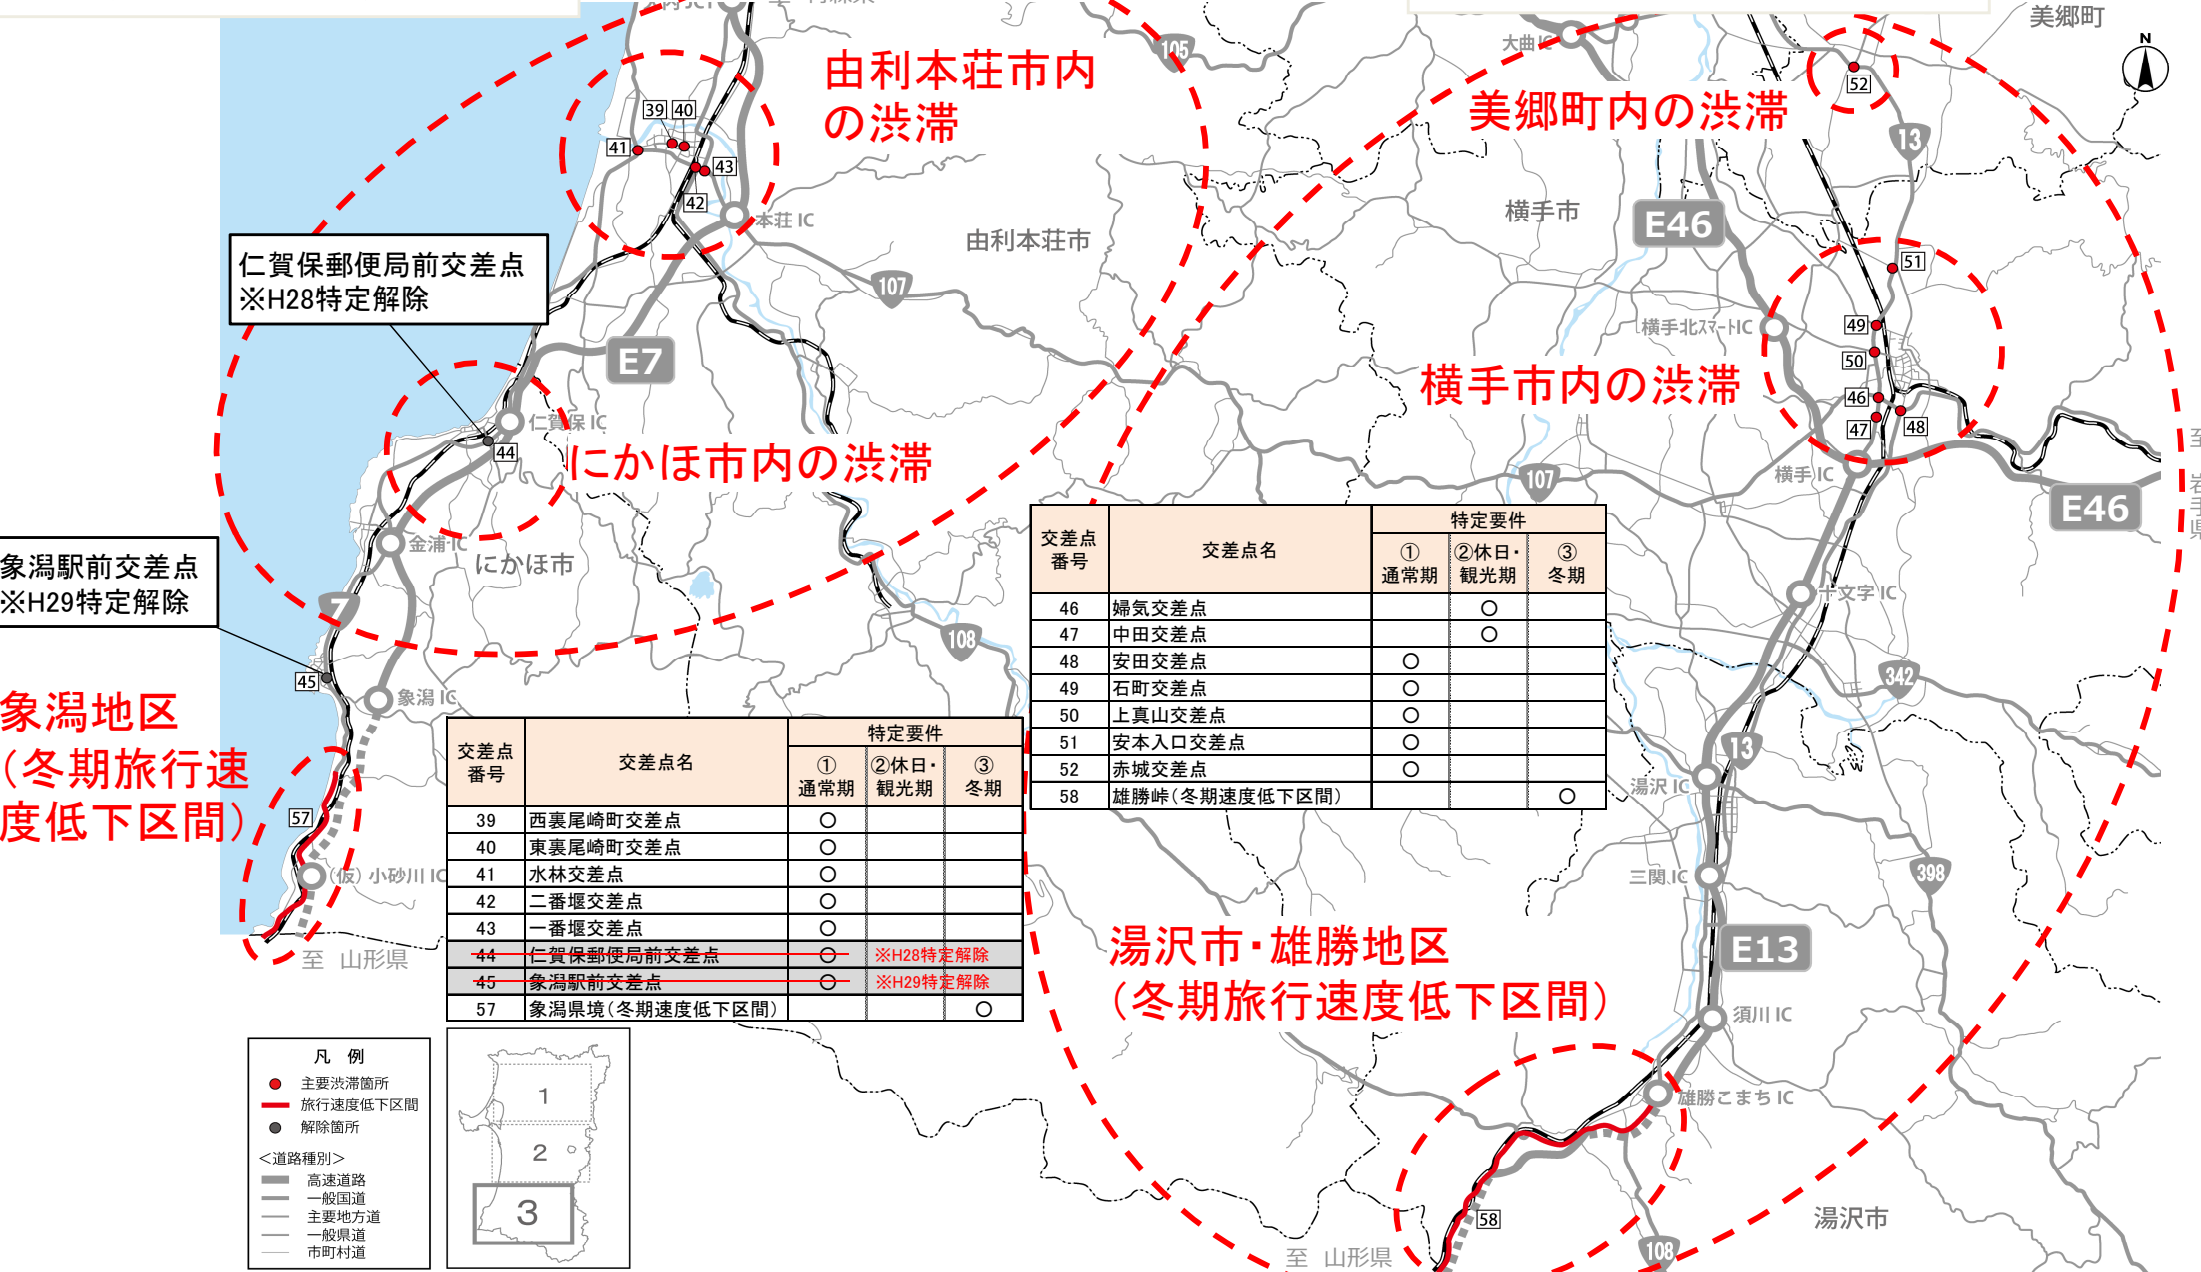 美郷町
N
大曲IC
105
由利本荘市内
の渋滞
美郷町内の渋滞
52
13
39
40
41
43
42
本荘 IC
由利本荘市
横手市
E46
51
仁賀保郵便局前交差点
※H28特定解除
107
横手北スマートIC
49
50
E7
横手市内の渋滞
46
47
48
仁賀保 IC
44
にかほ市内の渋滞
107
横手 IC
E46
至 岩手県
金浦 IC
にかほ市
象潟駅前交差点
※H29特定解除
7
108
45
象潟 IC
十文字 IC
342
交差点
番号
交差点名
特定要件
①
通常期
②休日・
観光期
③
冬期
46 婦気交差点 ○
47 中田交差点 ○
48 安田交差点 ○
49 石町交差点 ○
50 上真山交差点 ○
51 安本入口交差点 ○
52 赤城交差点 ○
58 雄勝峠(冬期速度低下区間) ○
象潟地区
(冬期旅行速
度低下区間)
57
(仮) 小砂川 IC
至 山形県
交差点
番号
交差点名
特定要件
①
通常期
②休日・
観光期
③
冬期
39 西裏尾崎町交差点 ○
40 東裏尾崎町交差点 ○
41 水林交差点 ○
42 二番堰交差点 ○
43 一番堰交差点 ○
44 仁賀保郵便局前交差点 ○ ※H28特定解除
45 象潟駅前交差点 ○ ※H29特定解除
57 象潟県境(冬期速度低下区間) ○
13
湯沢 IC
三関 IC
398
E13
湯沢市・雄勝地区
(冬期旅行速度低下区間)
須川 IC
雄勝こまち IC
58
湯沢市
108
至 山形県
凡 例
主要渋滞箇所
旅行速度低下区間
解除箇所
<道路種別>
高速道路
一般国道
主要地方道
一般県道
市町村道
1
2
3